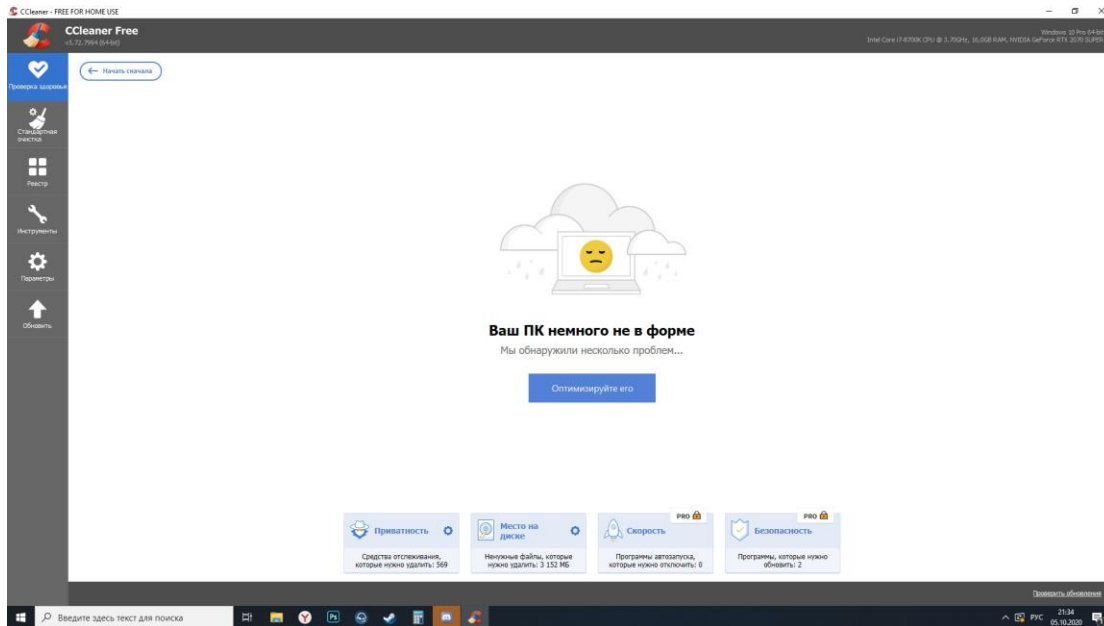 CCleaner - FREE FOR HOME USE
CCleaner Free
v5.72.7994 (64-bit)
Windows 10 Pro 64-bit
Intel Core i7-8700K CPU @ 3.70GHz, 16,0GB RAM, NVIDIA GeForce RTX 2070 SUPER
Проверка здоровья
Начать сначала
Стандартная
очистка
Реестр
Инструменты
Параметры
Обновить
Ваш ПК немного не в форме
Мы обнаружили несколько проблем...
Оптимизируйте его
Приватность
Средства отслеживания,
которые нужно удалить: 569
Место на
диске
Ненужные файлы, которые
нужно удалить: 3 152 МБ
PRO
Скорость
Программы автозапуска,
которые нужно отключить: 0
PRO
Безопасность
Программы, которые нужно
обновить: 2
Проверить обновления
Введите здесь текст для поиска
Ps
РУС
21:34
05.10.2020